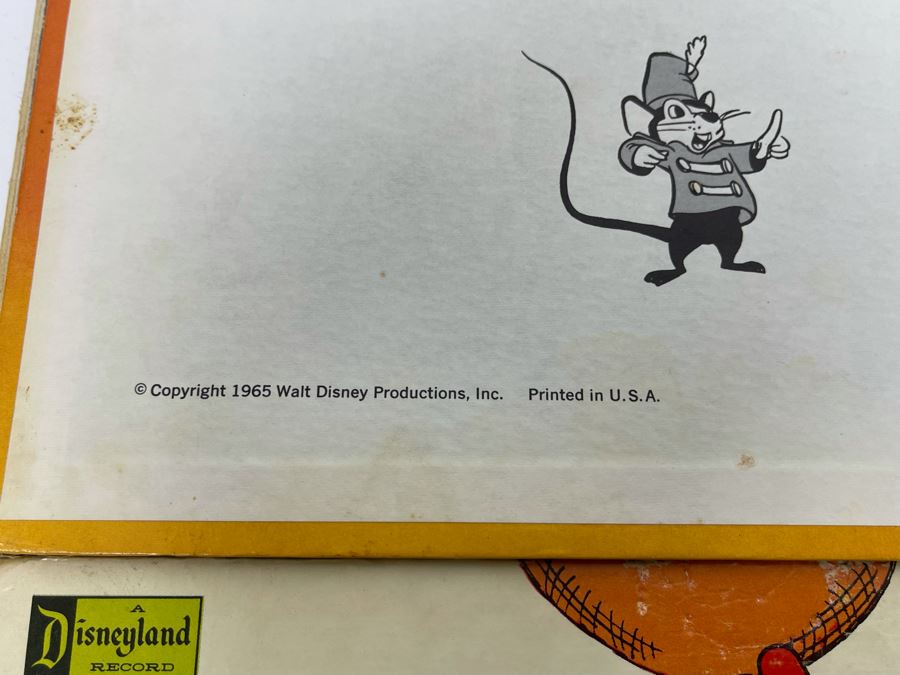 © Copyright 1965 Walt Disney Productions, Inc. Printed in U.S.A.
A
Disneyland
RECORD